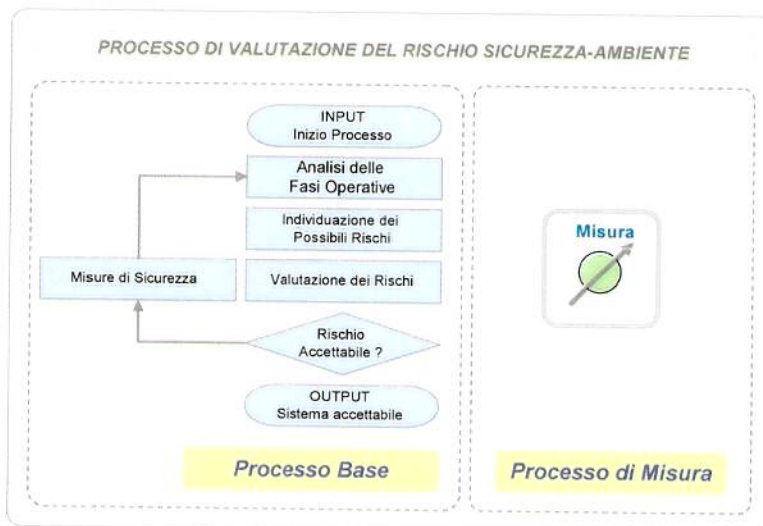 PROCESSO DI VALUTAZIONE DEL RISCHIO SICUREZZA-AMBIENTE
INPUT
Inizio Processo
Analisi delle
Fasi Operative
Individuazione dei
Possibili Rischi
Misure di Sicurezza
Valutazione dei Rischi
Rischio
Accettabile ?
OUTPUT
Sistema accettabile
Processo Base
Misura
Processo di Misura